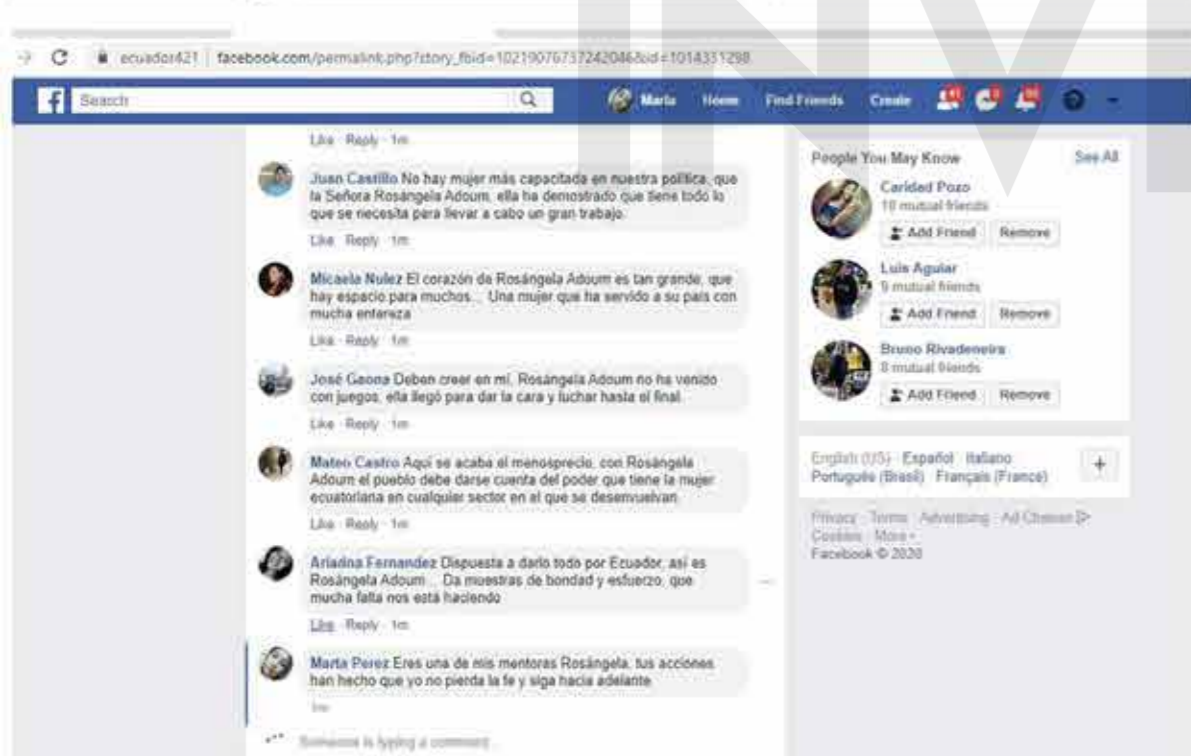 INV
ecuador421 facebook.com/permalink.php?story_fbid=10219076737242046&id=1014331298
Search
Marta Home Find Friends Create
Like Reply 1m
Juan Castillo No hay mujer más capacitada en nuestra política, que
la Señora Rosángela Adoum, ella ha demostrado que tiene todo lo
que se necesita para llevar a cabo un gran trabajo.
Like Reply 1m
Micaela Nulez El corazón de Rosángela Adoum es tan grande, que
hay espacio para muchos... Una mujer que ha servido a su país con
mucha entereza
Like Reply 1m
José Gaona Deben creer en mí, Rosángela Adoum no ha venido
con juegos, ella llegó para dar la cara y luchar hasta el final.
Like Reply 1m
Mateo Castro Aquí se acaba el menosprecio, con Rosángela
Adoum el pueblo debe darse cuenta del poder que tiene la mujer
ecuatoriana en cualquier sector en el que se desenvuelvan
Like Reply 1m
Ariadna Fernandez Dispuesta a darlo todo por Ecuador, así es
Rosángela Adoum... Da muestras de bondad y esfuerzo, que
mucha falta nos está haciendo
Like Reply 1m
Marta Perez Eres una de mis mentoras Rosángela, tus acciones
han hecho que yo no pierda la fe y siga hacia adelante
1m
Someone is typing a comment
People You May Know See All
Caridad Pozo
10 mutual friends
Add Friend Remove
Luis Aguiar
9 mutual friends
Add Friend Remove
Bruno Rivadeneira
8 mutual friends
Add Friend Remove
English (US) Español Italiano
Português (Brasil) Français (France)
Privacy Terms Advertising Ad Choices
Cookies More
Facebook © 2020